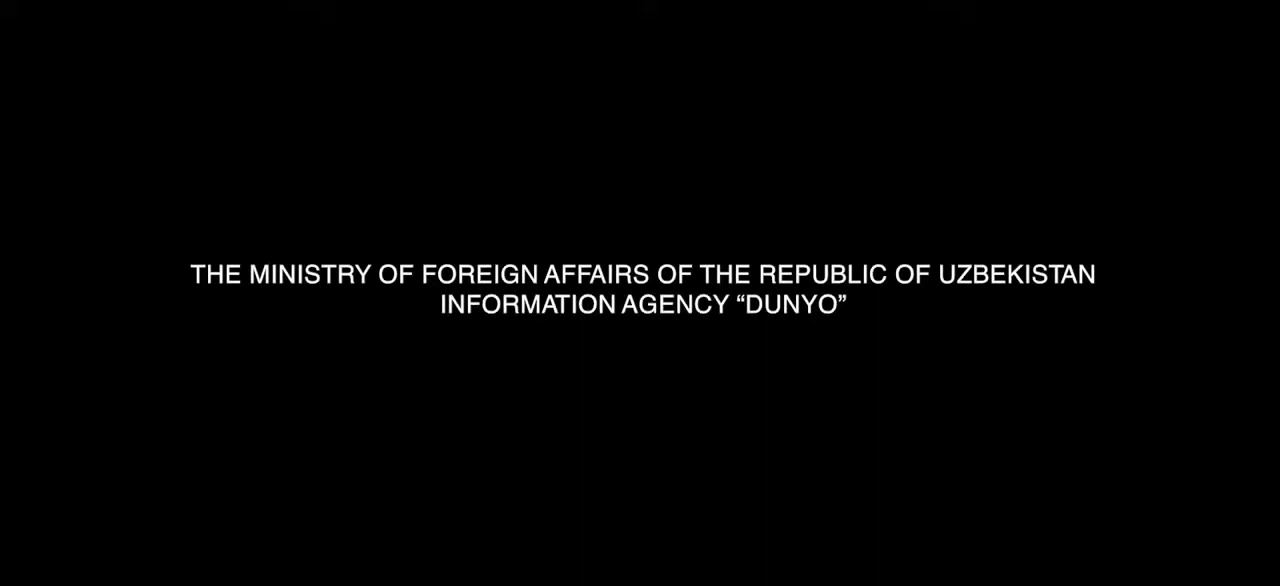 THE MINISTRY OF FOREIGN AFFAIRS OF THE REPUBLIC OF UZBEKISTAN
INFORMATION AGENCY “DUNYO”